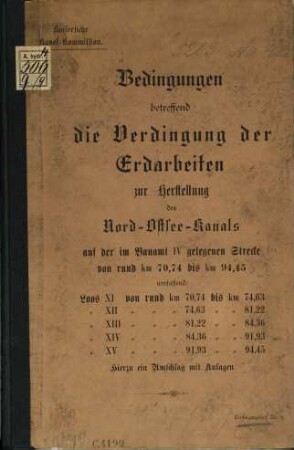 Kaiserliche
Kanal-Kommission.
Bedingungen
betreffend
die Verdingung der
Erdarbeiten
zur Herstellung
des
Nord-Ostsee-Kanals
auf der im Bauamt IV gelegenen Strecke
von rund km 70,74 bis km 94,45
umfassend:
Loos XI von rund km 70,74 bis km 74,63
" XII " " " 74,63 " " 81,22
" XIII " " " 81,22 " " 84,36
" XIV " " " 84,36 " " 91,93
" XV " " " 91,93 " " 94,45
Hierzu ein Umschlag mit Anlagen